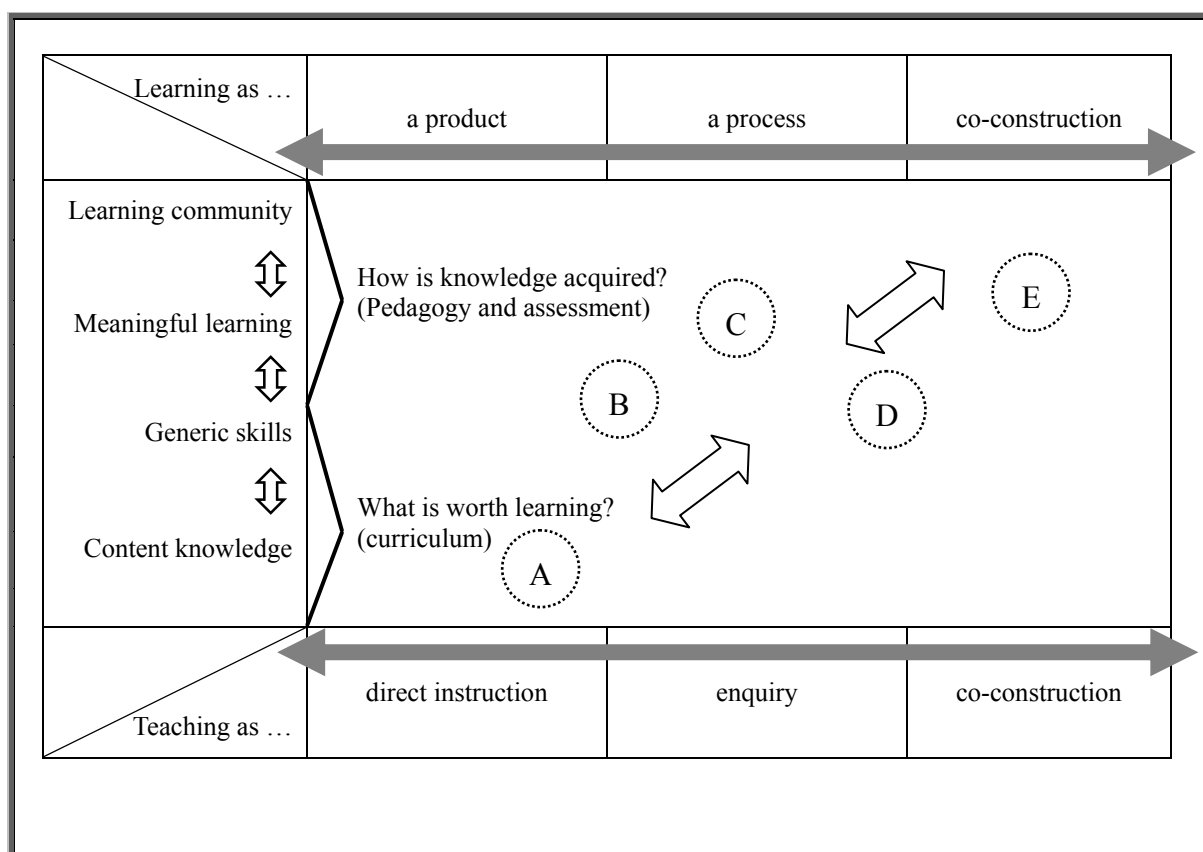 Learning as …
a product
a process
co-construction
Learning community
Meaningful learning
Generic skills
Content knowledge
How is knowledge acquired?
(Pedagogy and assessment)
What is worth learning?
(curriculum)
A
B
C
D
E
direct instruction
enquiry
co-construction
Teaching as …